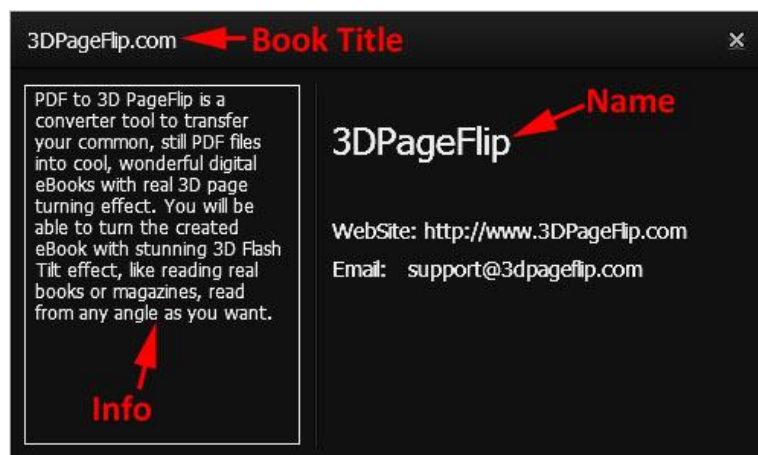 3DPageFlip.com
Book Title
PDF to 3D PageFlip is a
converter tool to transfer
your common, still PDF files
into cool, wonderful digital
eBooks with real 3D page
turning effect. You will be
able to turn the created
eBook with stunning 3D Flash
Tilt effect, like reading real
books or magazines, read
from any angle as you want.
Info
Name
3DPageFlip
WebSite: http://www.3DPageFlip.com
Email: support@3dpageflip.com